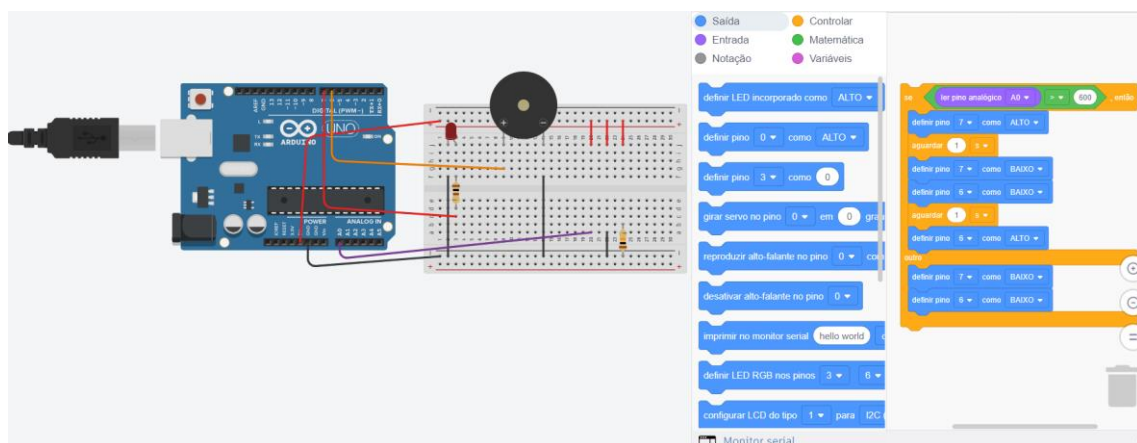 Saída
Controlar
Entrada
Matemática
Notação
Variáveis
definir LED incorporado como ALTO
definir pino 0 como ALTO
definir pino 3 como 0
girar servo no pino 0 em 0
reproduzir alto-falante no pino 0
desativar alto-falante no pino 0
imprimir no monitor serial hello world
definir LED RGB nos pinos 3 6
configurar LCD do tipo 1 para I2C
Monitor serial
se ler pino analógico A0 > 500 , então
definir pino 7 como ALTO
aguardar 1 s
definir pino 7 como BAIXO
definir pino 6 como BAIXO
aguardar 1 s
definir pino 6 como ALTO
outro
definir pino 7 como BAIXO
definir pino 6 como BAIXO
DIGITAL (PWM~)
UNO
ARDUINO
POWER
ANALOG IN